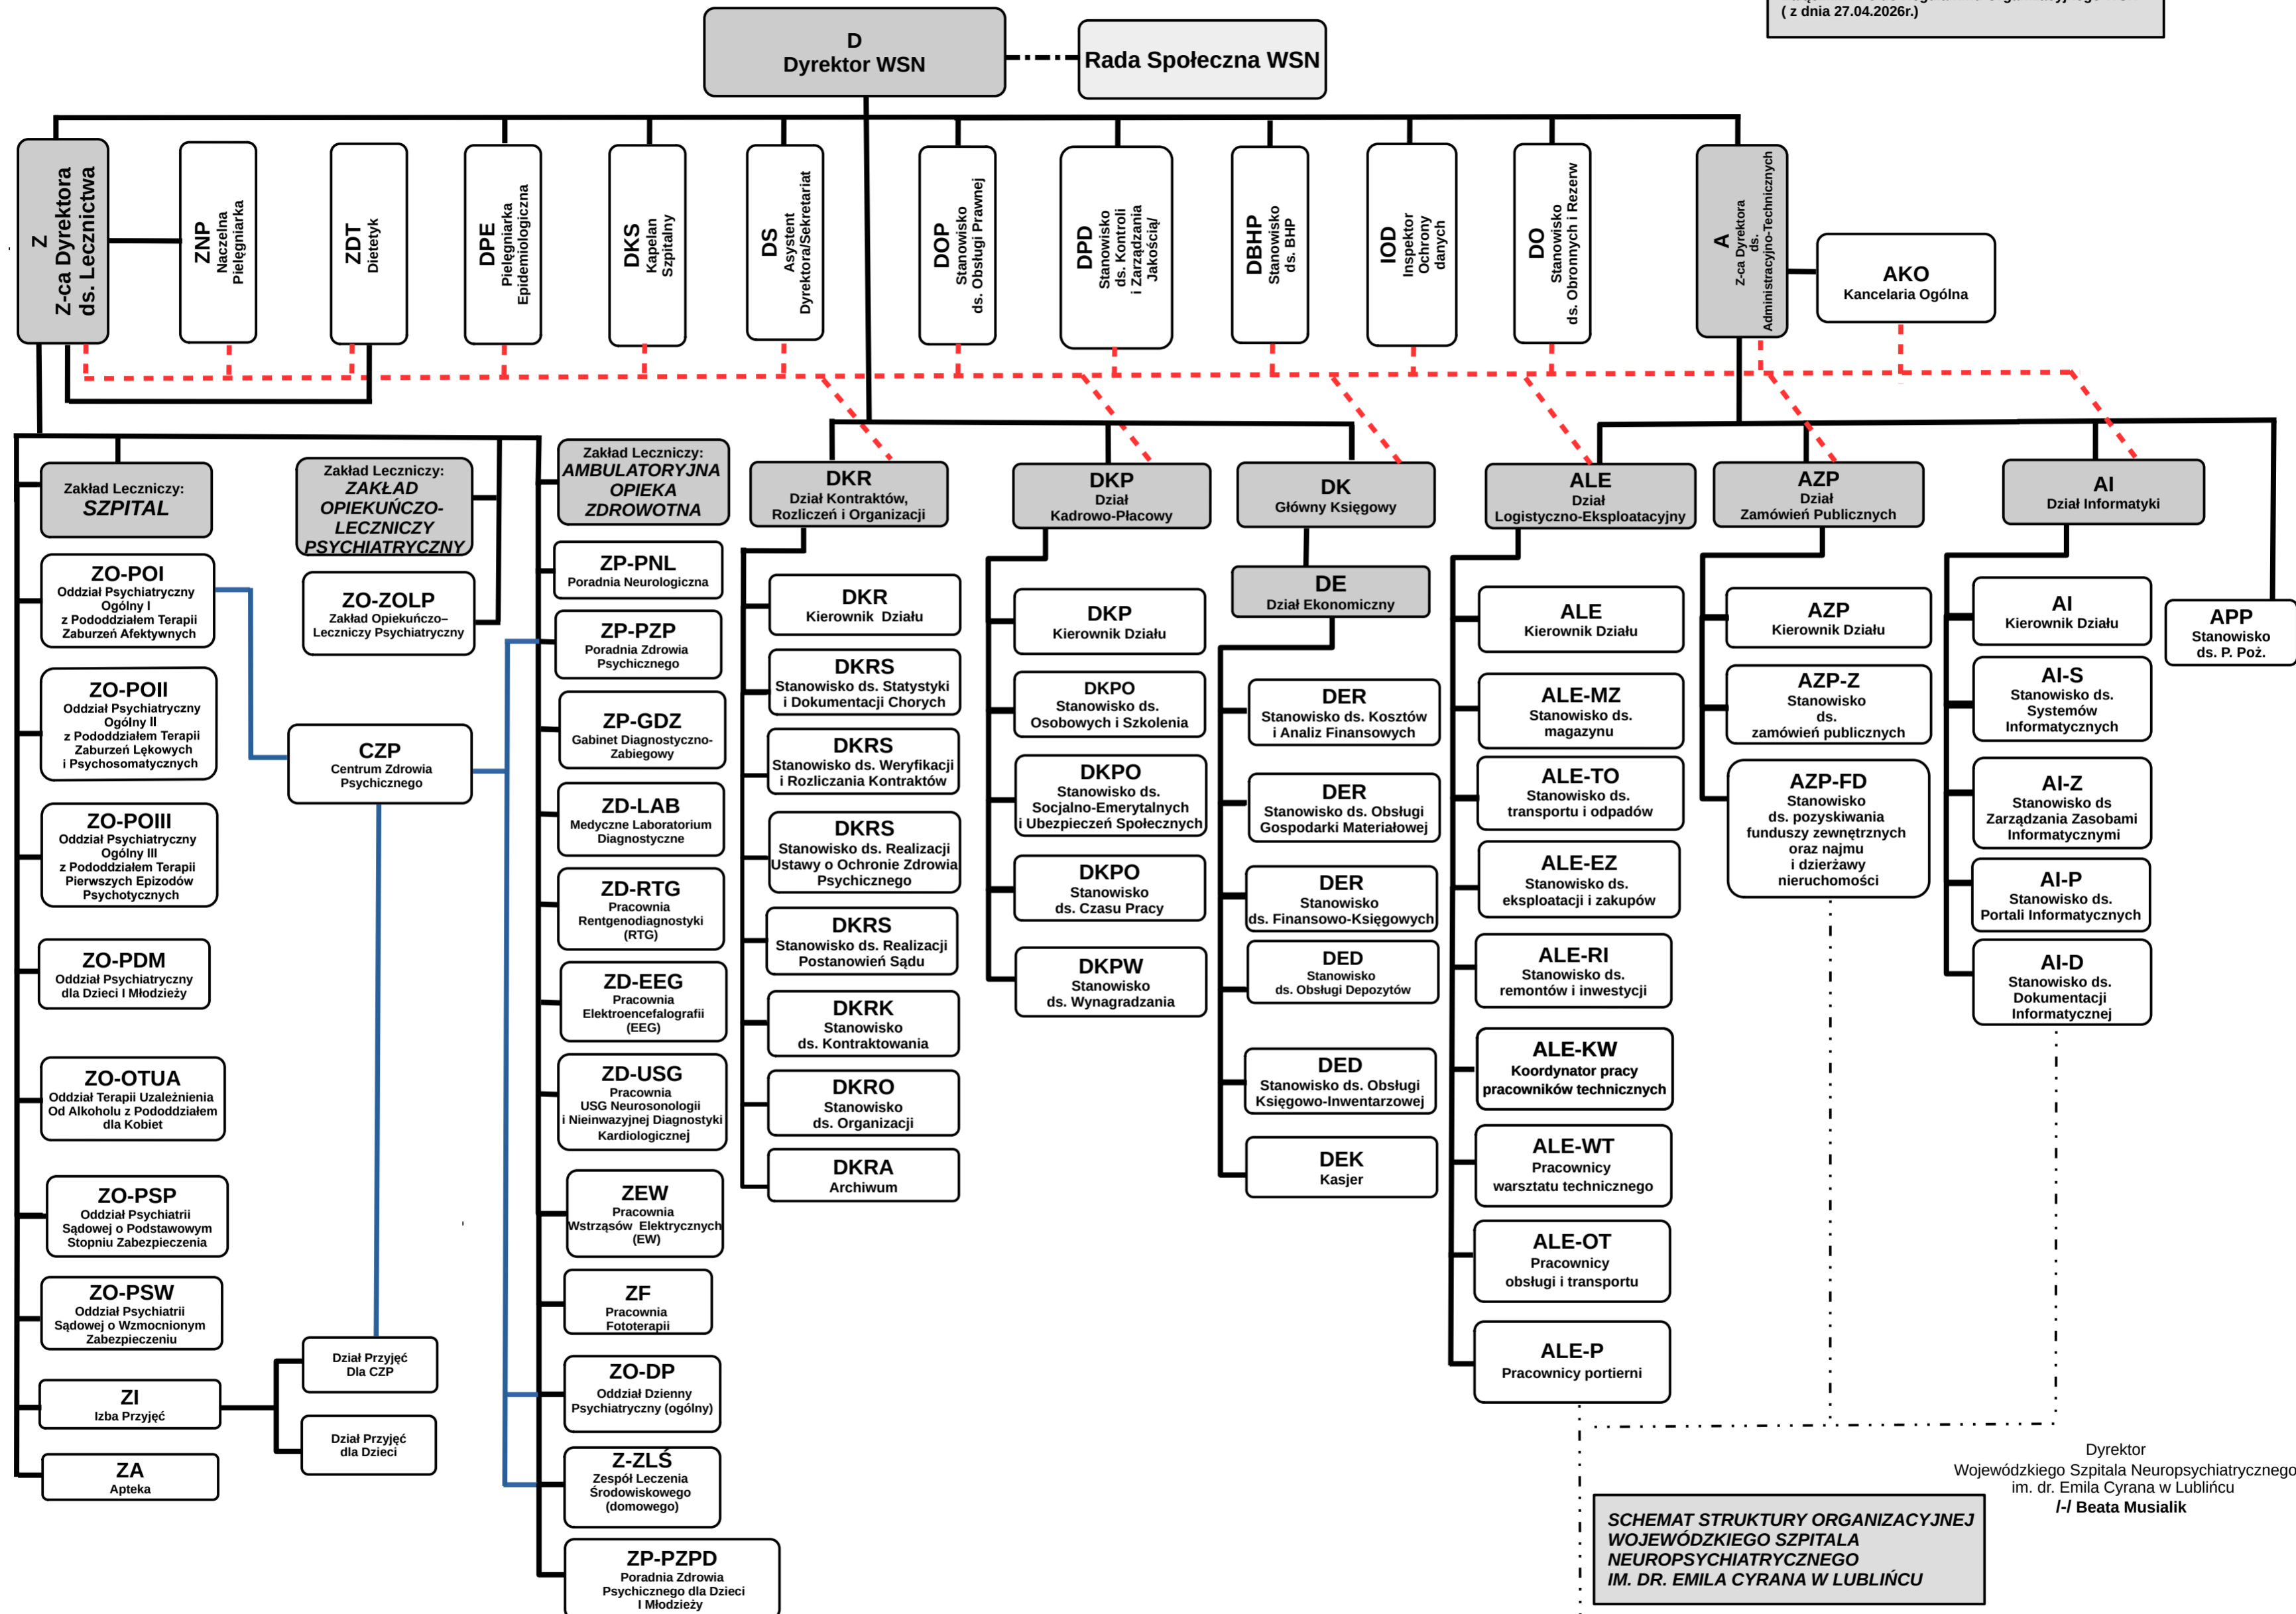 ( z dnia 27.04.2026r.)
D
Dyrektor WSN
Rada Społeczna WSN
Z
Z-ca Dyrektora
ds. Lecznictwa
ZNP
Naczelna
Pielęgniarka
ZDT
Dietetyk
DPE
Pielęgniarka
Epidemiologiczna
DKS
Kapelan
Szpitalny
DS
Asystent
Dyrektora/Sekretariat
DOP
Stanowisko
ds. Obsługi Prawnej
DPD
Stanowisko
ds. Kontroli
i Zarządzania
Jakością/
DBHP
Stanowisko
ds. BHP
IOD
Inspektor
Ochrony
danych
DO
Stanowisko
ds. Obronnych i Rezerw
A
Z-ca Dyrektora
ds.
Administracyjno-Technicznych
AKO
Kancelaria Ogólna
Zakład Leczniczy:
SZPITAL
ZO-POI
Oddział Psychiatryczny
Ogólny I
z Pododdziałem Terapii
Zaburzeń Afektywnych
ZO-POII
Oddział Psychiatryczny
Ogólny II
z Pododdziałem Terapii
Zaburzeń Lękowych
i Psychosomatycznych
ZO-POIII
Oddział Psychiatryczny
Ogólny III
z Pododdziałem Terapii
Pierwszych Epizodów
Psychotycznych
ZO-PDM
Oddział Psychiatryczny
dla Dzieci I Młodzieży
ZO-OTUA
Oddział Terapii Uzależnienia
Od Alkoholu z Pododdziałem
dla Kobiet
ZO-PSP
Oddział Psychiatrii
Sądowej o Podstawowym
Stopniu Zabezpieczenia
ZO-PSW
Oddział Psychiatrii
Sądowej o Wzmocnionym
Zabezpieczeniu
ZI
Izba Przyjęć
ZA
Apteka
Zakład Leczniczy:
ZAKŁAD
OPIEKUŃCZO-
LECZNICZY
PSYCHIATRYCZNY
ZO-ZOLP
Zakład Opiekuńczo–
Leczniczy Psychiatryczny
CZP
Centrum Zdrowia
Psychicznego
Dział Przyjęć
Dla CZP
Dział Przyjęć
dla Dzieci
Zakład Leczniczy:
AMBULATORYJNA
OPIEKA
ZDROWOTNA
ZP-PNL
Poradnia Neurologiczna
ZP-PZP
Poradnia Zdrowia
Psychicznego
ZP-GDZ
Gabinet Diagnostyczno-
Zabiegowy
ZD-LAB
Medyczne Laboratorium
Diagnostyczne
ZD-RTG
Pracownia
Rentgenodiagnostyki
(RTG)
ZD-EEG
Pracownia
Elektroencefalografii
(EEG)
ZD-USG
Pracownia
USG Neurosonologii
i Nieinwazyjnej Diagnostyki
Kardiologicznej
ZEW
Pracownia
Wstrząsów Elektrycznych
(EW)
ZF
Pracownia
Fototerapii
ZO-DP
Oddział Dzienny
Psychiatryczny (ogólny)
Z-ZLŚ
Zespół Leczenia
Środowiskowego
(domowego)
ZP-PZPD
Poradnia Zdrowia
Psychicznego dla Dzieci
I Młodzieży
DKR
Dział Kontraktów,
Rozliczeń i Organizacji
DKR
Kierownik Działu
DKRS
Stanowisko ds. Statystyki
i Dokumentacji Chorych
DKRS
Stanowisko ds. Weryfikacji
i Rozliczania Kontraktów
DKRS
Stanowisko ds. Realizacji
Ustawy o Ochronie Zdrowia
Psychicznego
DKRS
Stanowisko ds. Realizacji
Postanowień Sądu
DKRK
Stanowisko
ds. Kontraktowania
DKRO
Stanowisko
ds. Organizacji
DKRA
Archiwum
DKP
Dział
Kadrowo-Płacowy
DKP
Kierownik Działu
DKPO
Stanowisko ds.
Osobowych i Szkolenia
DKPO
Stanowisko ds.
Socjalno-Emerytalnych
i Ubezpieczeń Społecznych
DKPO
Stanowisko
ds. Czasu Pracy
DKPW
Stanowisko
ds. Wynagradzania
DK
Główny Księgowy
DE
Dział Ekonomiczny
DER
Stanowisko ds. Kosztów
i Analiz Finansowych
DER
Stanowisko ds. Obsługi
Gospodarki Materiałowej
DER
Stanowisko
ds. Finansowo-Księgowych
DED
Stanowisko
ds. Obsługi Depozytów
DED
Stanowisko ds. Obsługi
Księgowo-Inwentarzowej
DEK
Kasjer
ALE
Dział
Logistyczno-Eksploatacyjny
ALE
Kierownik Działu
ALE-MZ
Stanowisko ds.
magazynu
ALE-TO
Stanowisko ds.
transportu i odpadów
ALE-EZ
Stanowisko ds.
eksploatacji i zakupów
ALE-RI
Stanowisko ds.
remontów i inwestycji
ALE-KW
Koordynator pracy
pracowników technicznych
ALE-WT
Pracownicy
warsztatu technicznego
ALE-OT
Pracownicy
obsługi i transportu
ALE-P
Pracownicy portierni
AZP
Dział
Zamówień Publicznych
AZP
Kierownik Działu
AZP-Z
Stanowisko
ds.
zamówień publicznych
AZP-FD
Stanowisko
ds. pozyskiwania
funduszy zewnętrznych
oraz najmu
i dzierżawy
nieruchomości
AI
Dział Informatyki
AI
Kierownik Działu
AI-S
Stanowisko ds.
Systemów
Informatycznych
AI-Z
Stanowisko ds
Zarządzania Zasobami
Informatycznymi
AI-P
Stanowisko ds.
Portali Informatycznych
AI-D
Stanowisko ds.
Dokumentacji
Informatycznej
APP
Stanowisko
ds. P. Poż.
Dyrektor
Wojewódzkiego Szpitala Neuropsychiatrycznego
im. dr. Emila Cyrana w Lublińcu
/-/ Beata Musialik
SCHEMAT STRUKTURY ORGANIZACYJNEJ
WOJEWÓDZKIEGO SZPITALA
NEUROPSYCHIATRYCZNEGO
IM. DR. EMILA CYRANA W LUBLIŃCU